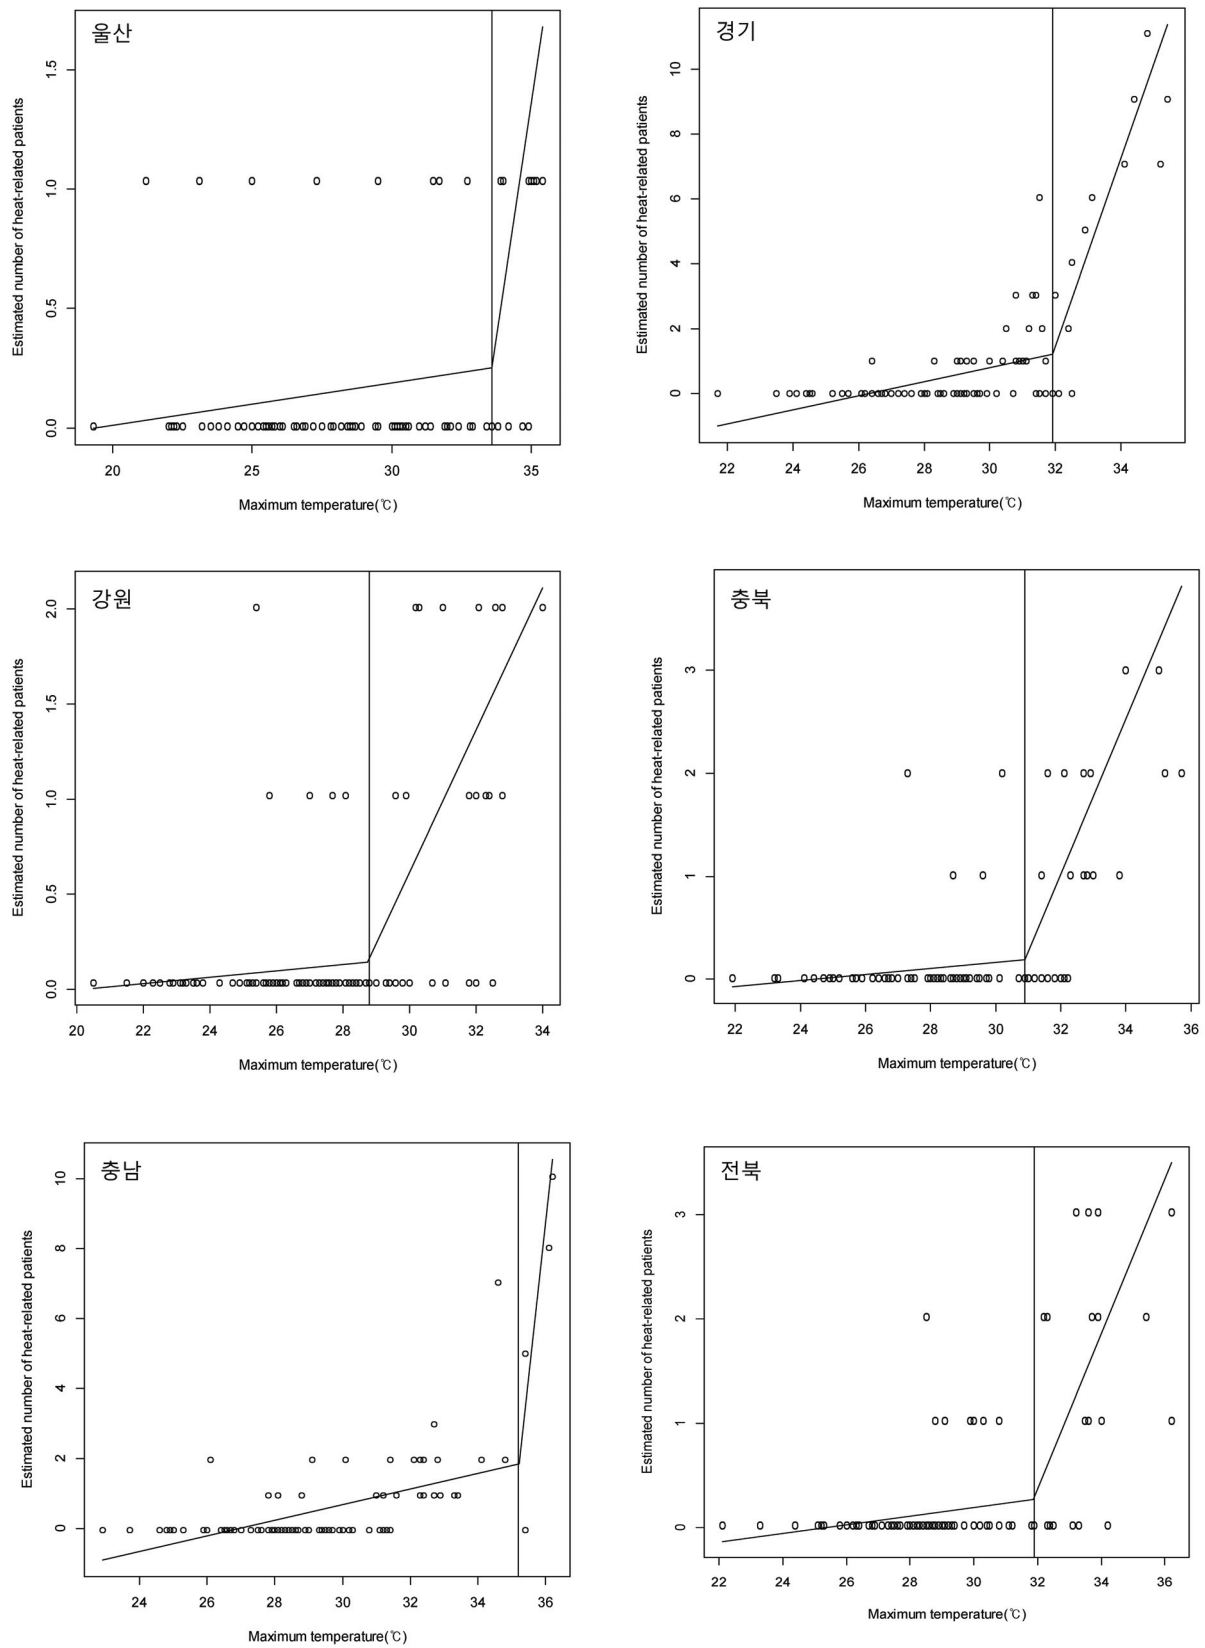 울산
Estimated number of heat-related patients
1.5
1.0
0.5
0.0
20 25 30 35
Maximum temperature(℃)
경기
Estimated number of heat-related patients
10
8
6
4
2
0
22 24 26 28 30 32 34
Maximum temperature(℃)
강원
Estimated number of heat-related patients
2.0
1.5
1.0
0.5
0.0
20 22 24 26 28 30 32 34
Maximum temperature(℃)
충북
Estimated number of heat-related patients
3
2
1
0
22 24 26 28 30 32 34 36
Maximum temperature(℃)
충남
Estimated number of heat-related patients
10
8
6
4
2
0
24 26 28 30 32 34 36
Maximum temperature(℃)
전북
Estimated number of heat-related patients
3
2
1
0
22 24 26 28 30 32 34 36
Maximum temperature(℃)